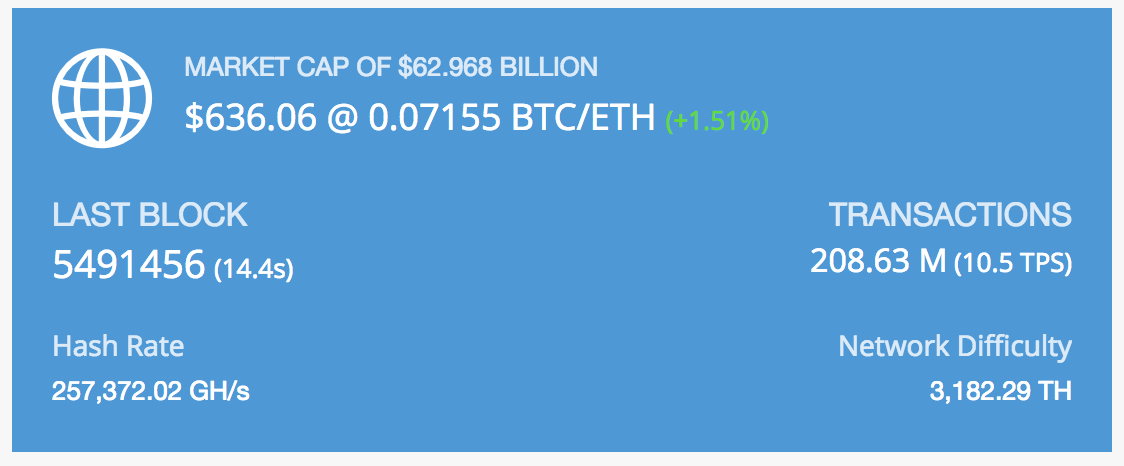 MARKET CAP OF $62.968 BILLION
$636.06 @ 0.07155 BTC/ETH (+1.51%)
LAST BLOCK
5491456 (14.4s)
TRANSACTIONS
208.63 M (10.5 TPS)
Hash Rate
257,372.02 GH/s
Network Difficulty
3,182.29 TH